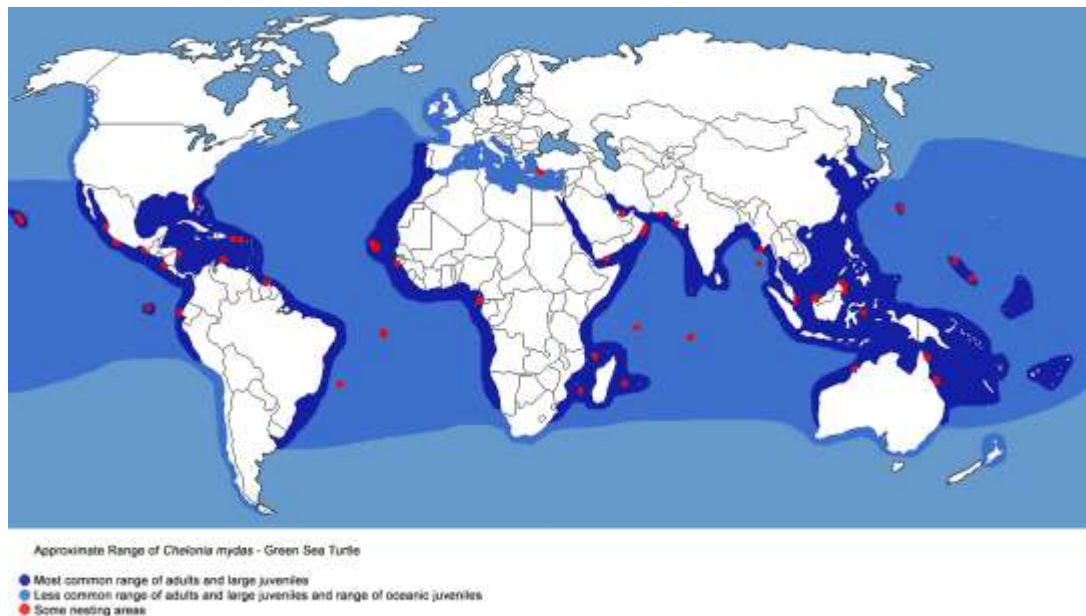 Approximate Range of Chelonia mydas - Green Sea Turtle
Most common range of adults and large juveniles
Less common range of adults and large juveniles and range of oceanic juveniles
Some nesting areas